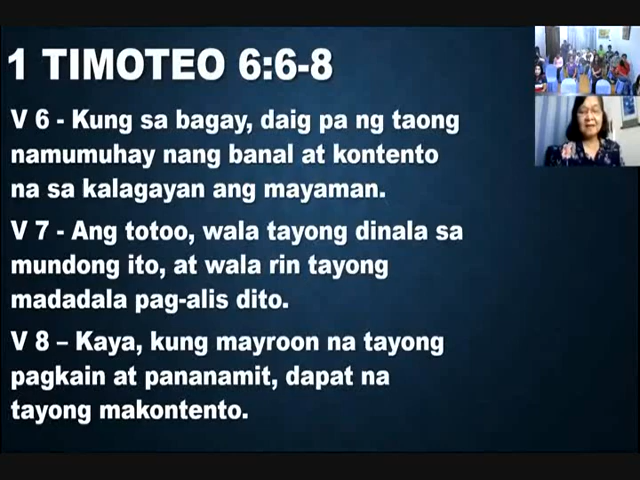 1 TIMOTEO 6:6-8
V 6 - Kung sa bagay, daig pa ng taong
namumuhay nang banal at kontento
na sa kalagayan ang mayaman.
V 7 - Ang totoo, wala tayong dinala sa
mundong ito, at wala rin tayong
madadala pag-alis dito.
V 8 – Kaya, kung mayroon na tayong
pagkain at pananamit, dapat na
tayong makontento.